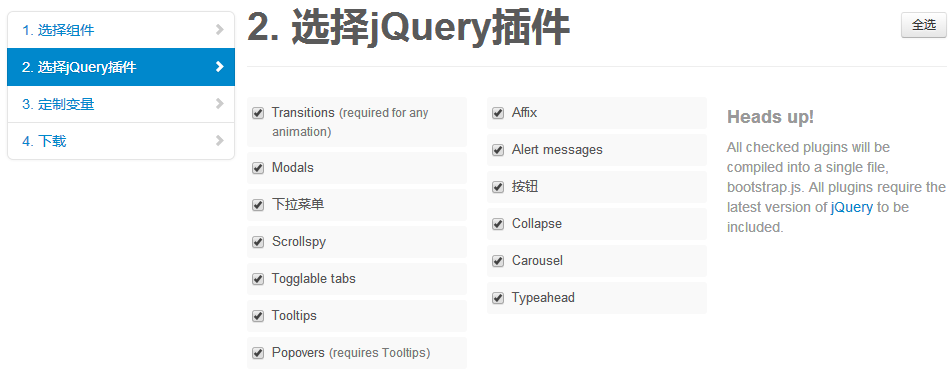 1. 选择组件
2. 选择jQuery插件
3. 定制变量
4. 下载
2. 选择jQuery插件
全选
Transitions (required for any
animation)
Modals
下拉菜单
Scrollspy
Togglable tabs
Tooltips
Popovers (requires Tooltips)
Affix
Alert messages
按钮
Collapse
Carousel
Typeahead
Heads up!
All checked plugins will be
compiled into a single file,
bootstrap.js. All plugins require the
latest version of jQuery to be
included.